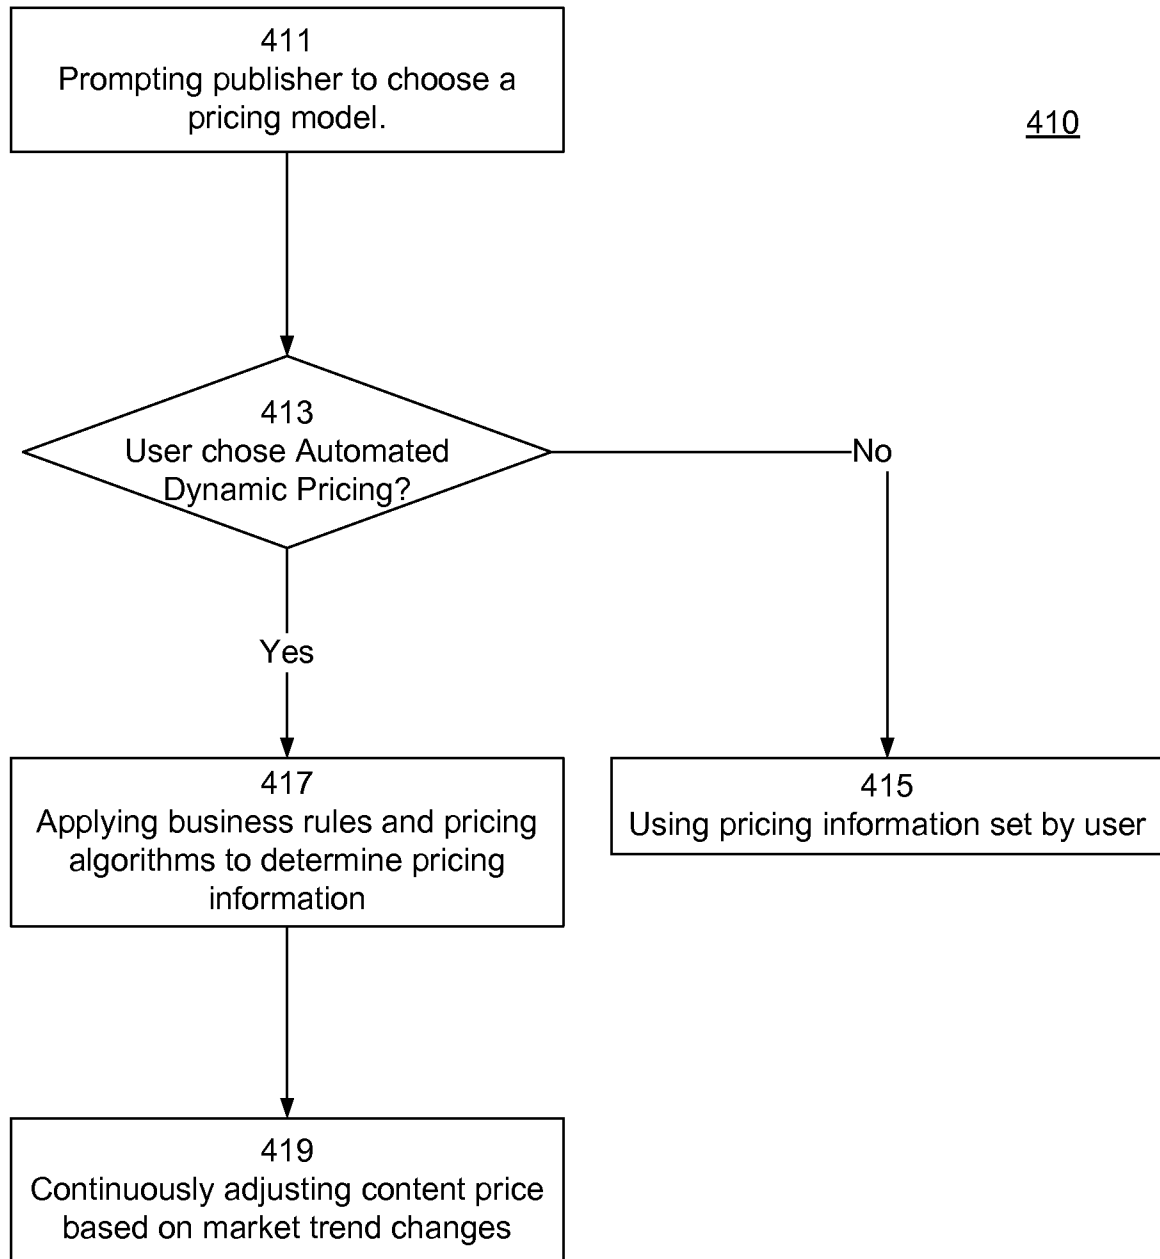 411
Prompting publisher to choose a
pricing model.
410
413
User chose Automated
Dynamic Pricing?
No
Yes
417
Applying business rules and pricing
algorithms to determine pricing
information
415
Using pricing information set by user
419
Continuously adjusting content price
based on market trend changes